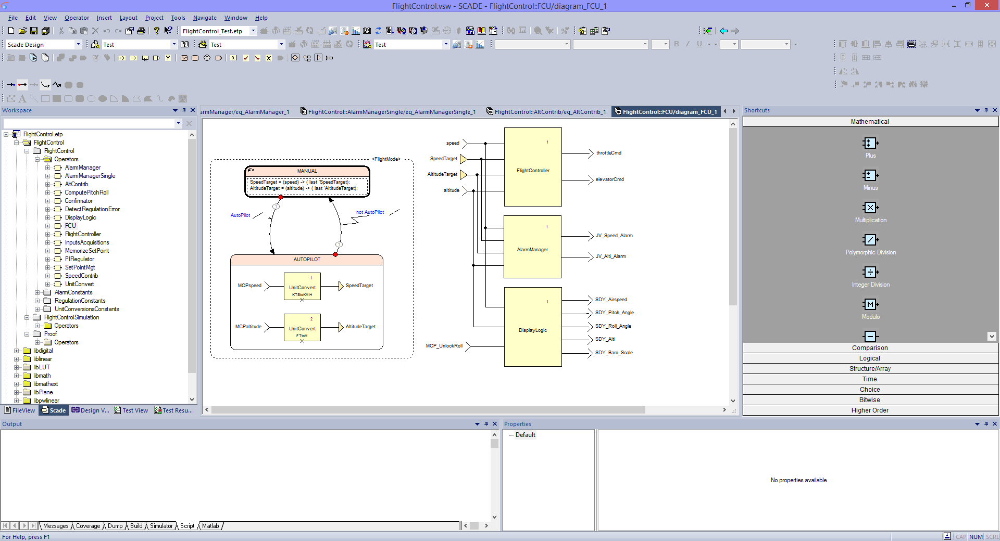 FlightControl.vsw - SCADE - FlightControl::FCU/diagram_FCU_1
File Edit View Operator Insert Layout Project Tools Navigate Window Help
FlightControl_Test.etp
Scade Design
Test
Test
Test
B I U
Workspace
FlightControl.etp
FlightControl
FlightControl
Operators
AlarmManager
AlarmManagerSingle
AltContrib
ComputePitchRoll
Confirmator
DetectRegulationError
DisplayLogic
FCU
FlightController
InputsAcquisitions
MemorizeSetPoint
PIRegulator
SetPointMgt
SpeedContrib
UnitConvert
AlarmConstants
RegulationConstants
UnitConversionsConstants
FlightControlSimulation
Operators
Proof
Operators
libdigital
liblinear
libLUT
libmath
libmathext
libPlane
libpwlinear
FileView Scade Design V... Test View Test Resu...
armManager/eq_AlarmManager_1 FlightControl::AlarmManagerSingle/eq_AlarmManagerSingle_1 FlightControl::AltContrib/eq_AltContrib_1 FlightControl::FCU/diagram_FCU_1
<FlightMode>
MANUAL
SpeedTarget = (speed) -> ( last 'SpeedTarget);
AltitudeTarget = (altitude) -> ( last 'AltitudeTarget);
1
AutoPilot
not AutoPilot
1
AUTOPILOT
MCPspeed
1
UnitConvert
KTStoKMH
SpeedTarget
MCPaltitude
2
UnitConvert
FTtoM
AltitudeTarget
speed
SpeedTarget
AltitudeTarget
altitude
1
FlightController
throttleCmd
elevatorCmd
1
AlarmManager
JV_Speed_Alarm
JV_Alti_Alarm
1
DisplayLogic
MCP_UnlockRoll
SDY_Airspeed
SDY_Pitch_Angle
SDY_Roll_Angle
SDY_Alti
SDY_Baro_Scale
Shortcuts
Mathematical
Plus
Minus
Multiplication
Polymorphic Division
Integer Division
Modulo
Comparison
Logical
Structure/Array
Time
Choice
Bitwise
Higher Order
Output
Messages Coverage Dump Build Simulator Script Matlab
Properties
Default
No properties available
For Help, press F1
CAP NUM SCRL